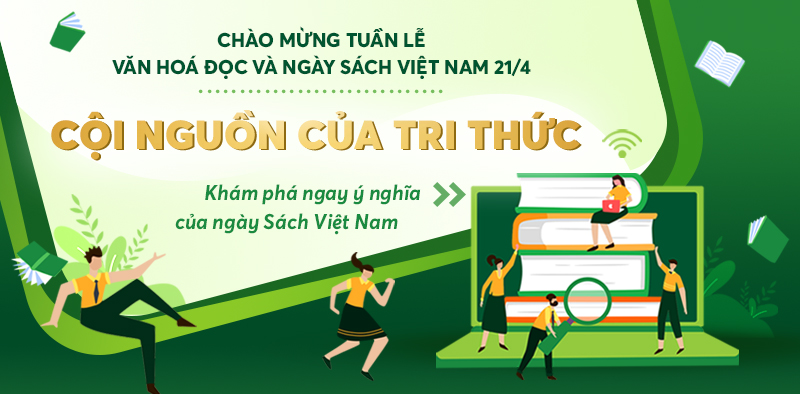 CHÀO MỪNG TUẦN LỄ
VĂN HOÁ ĐỌC VÀ NGÀY SÁCH VIỆT NAM 21/4
CỘI NGUỒN CỦA TRI THỨC
Khám phá ngay ý nghĩa
của ngày Sách Việt Nam